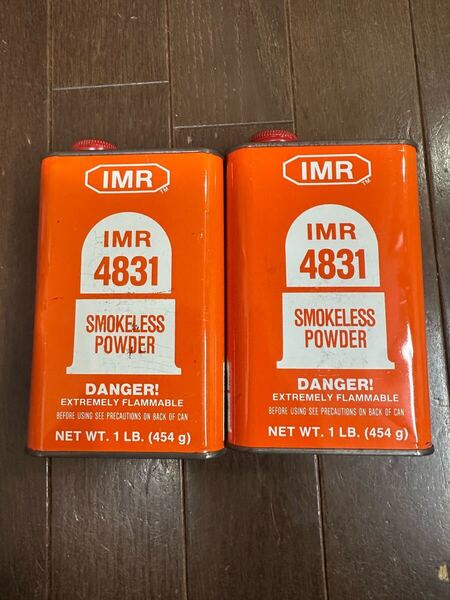 IMR
TM
IMR
4831
SMOKELESS
POWDER
DANGER!
EXTREMELY FLAMMABLE
BEFORE USING SEE PRECAUTIONS ON BACK OF CAN
NET WT. 1 LB. (454 g)
IMR
TM
IMR
4831
SMOKELESS
POWDER
DANGER!
EXTREMELY FLAMMABLE
BEFORE USING SEE PRECAUTIONS ON BACK OF CAN
NET WT. 1 LB. (454 g)